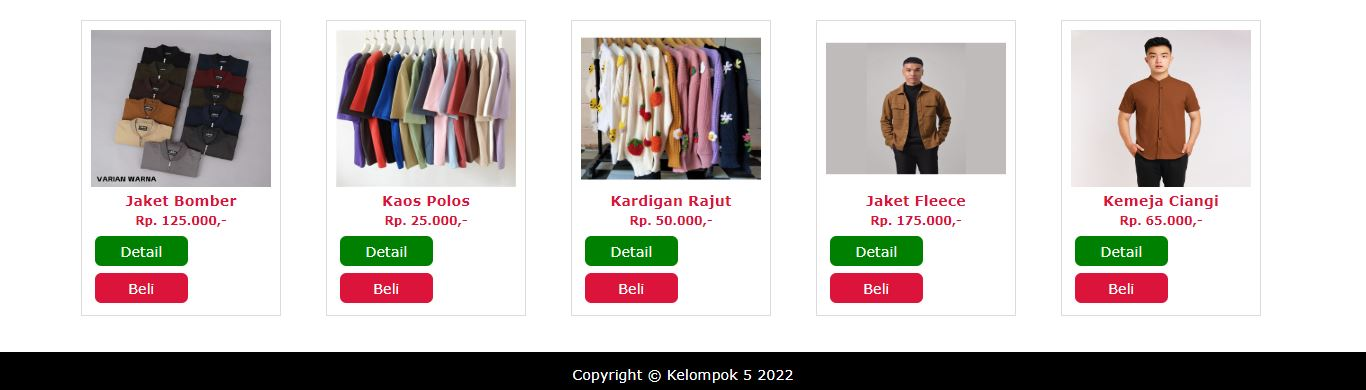 VARIAN WARNA
Jaket Bomber
Rp. 125.000,-
Detail
Beli
Kaos Polos
Rp. 25.000,-
Detail
Beli
Kardigan Rajut
Rp. 50.000,-
Detail
Beli
Jaket Fleece
Rp. 175.000,-
Detail
Beli
Kemeja Ciangi
Rp. 65.000,-
Detail
Beli
Copyright © Kelompok 5 2022